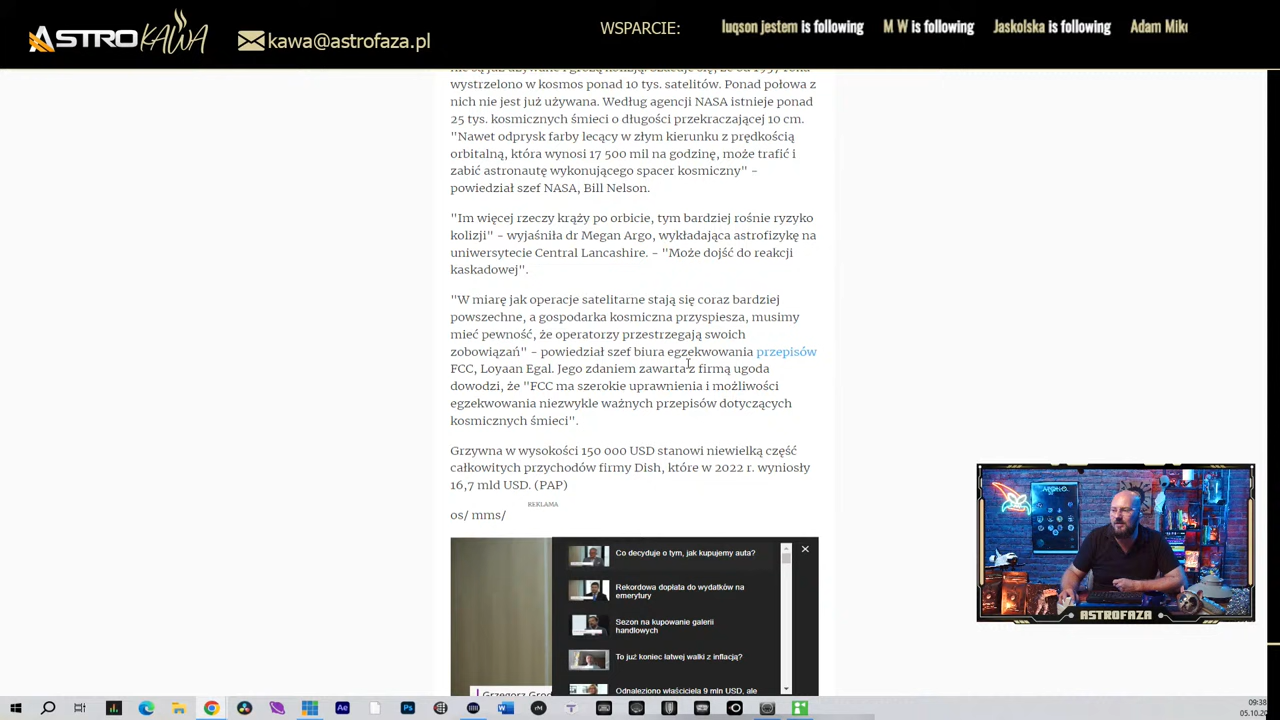 ASTRO KAWA
kawa@astrofaza.pl
WSPARCIE:
luqson jestem is following
M W is following
Jaskolska is following
Adam Mik
wystrzelono w kosmos ponad 10 tys. satelitów. Ponad połowa z
nich nie jest już używana. Według agencji NASA istnieje ponad
25 tys. kosmicznych śmieci o długości przekraczającej 10 cm.
"Nawet odprysk farby lecący w złym kierunku z prędkością
orbitalną, która wynosi 17 500 mil na godzinę, może trafić i
zabić astronautę wykonującego spacer kosmiczny" –
powiedział szef NASA, Bill Nelson.
"Im więcej rzeczy krąży po orbicie, tym bardziej rośnie ryzyko
kolizji" – wyjaśniła dr Megan Argo, wykładająca astrofizykę na
uniwersytecie Central Lancashire. – "Może dojść do reakcji
kaskadowej".
"W miarę jak operacje satelitarne stają się coraz bardziej
powszechne, a gospodarka kosmiczna przyspiesza, musimy
mieć pewność, że operatorzy przestrzegają swoich
zobowiązań" – powiedział szef biura egzekwowania przepisów
FCC, Loyaan Egal. Jego zdaniem zawarta z firmą ugoda
dowodzi, że "FCC ma szerokie uprawnienia i możliwości
egzekwowania niezwykle ważnych przepisów dotyczących
kosmicznych śmieci".
Grzywna w wysokości 150 000 USD stanowi niewielką część
całkowitych przychodów firmy Dish, które w 2022 r. wyniosły
16,7 mld USD. (PAP)
REKLAMA
os/ mms/
Co decyduje o tym, jak kupujemy auta?
Rekordowa dopłata do wydatków na
emerytury
Sezon na kupowanie galerii
handlowych
To już koniec łatwej walki z inflacją?
Odnaleziono właściciela 9 mln USD, ale
Grzegorz
ASTROFAZA
09:38
05.10.20